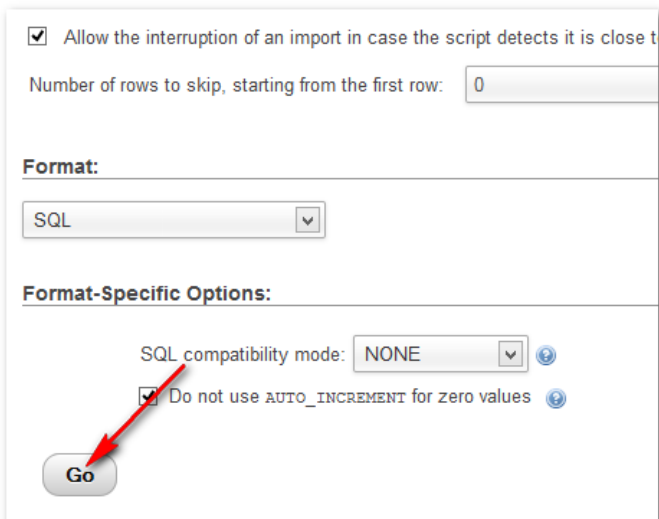 Allow the interruption of an import in case the script detects it is close
Number of rows to skip, starting from the first row: 0
Format:
SQL
Format-Specific Options:
SQL compatibility mode: NONE
Do not use AUTO_INCREMENT for zero values
Go